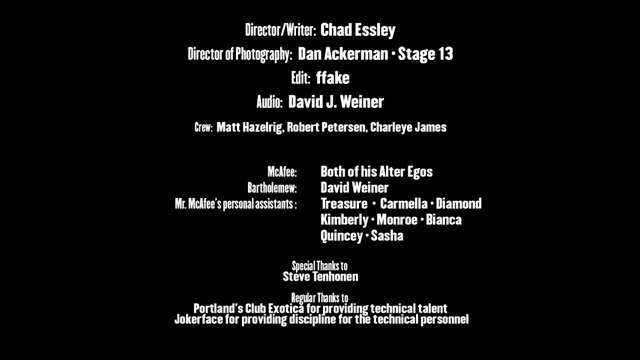 Director/Writer: Chad Essley
Director of Photography: Dan Ackerman • Stage 13
Edit: ffake
Audio: David J. Weiner
Crew: Matt Hazelrig, Robert Petersen, Charleye James
McAfee: Both of his Alter Egos
Bartholemew: David Weiner
Mr. McAfee's personal assistants : Treasure • Carmella • Diamond
Kimberly • Monroe • Bianca
Quincey • Sasha
Special Thanks to
Steve Tenhonen
Regular Thanks to
Portland's Club Exotica for providing technical talent
Jokerface for providing discipline for the technical personnel